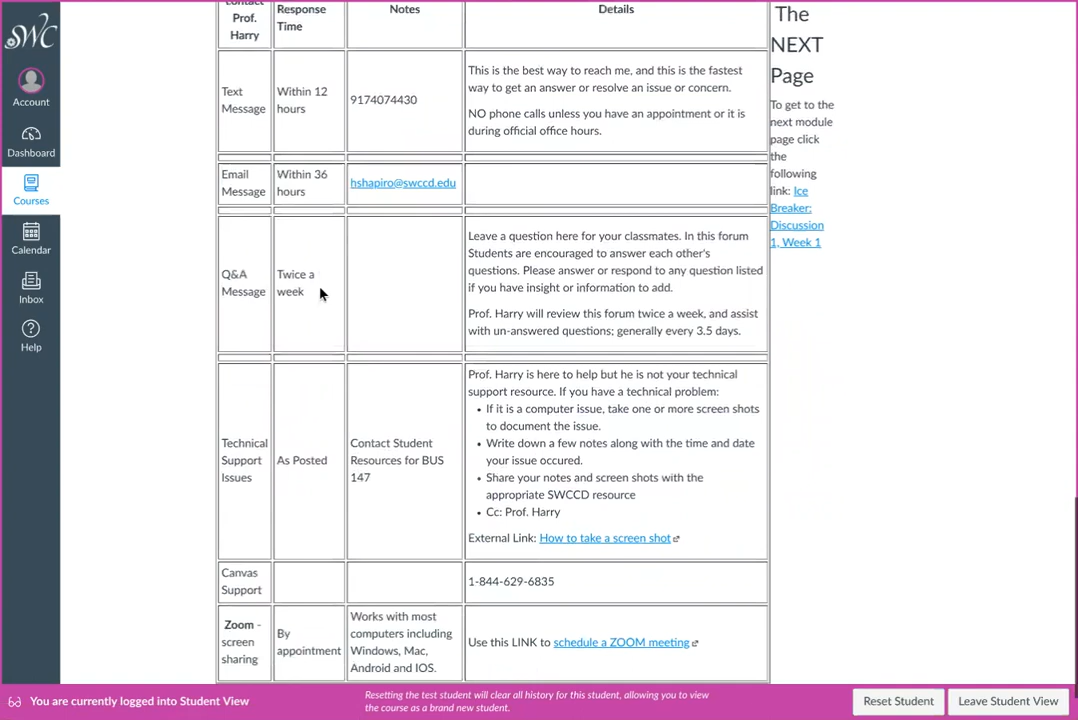 SWC
Account
Dashboard
Courses
Calendar
Inbox
Help
Contact
Prof.
Harry
Response
Time
Notes
Details
Text
Message
Within 12
hours
9174074430
This is the best way to reach me, and this is the fastest
way to get an answer or resolve an issue or concern.
NO phone calls unless you have an appointment or it is
during official office hours.
Email
Message
Within 36
hours
hshapiro@swccd.edu
Q&A
Message
Twice a
week
Leave a question here for your classmates. In this forum
Students are encouraged to answer each other's
questions. Please answer or respond to any question listed
if you have insight or information to add.
Prof. Harry will review this forum twice a week, and assist
with un-answered questions; generally every 3.5 days.
Technical
Support
Issues
As Posted
Contact Student
Resources for BUS
147
Prof. Harry is here to help but he is not your technical
support resource. If you have a technical problem:
• If it is a computer issue, take one or more screen shots
to document the issue.
• Write down a few notes along with the time and date
your issue occured.
• Share your notes and screen shots with the
appropriate SWCCD resource
• Cc: Prof. Harry
External Link: How to take a screen shot
Canvas
Support
1-844-629-6835
Zoom -
screen
sharing
By
appointment
Works with most
computers including
Windows, Mac,
Android and IOS.
Use this LINK to schedule a ZOOM meeting
The
NEXT
Page
To get to the
next module
page click
the
following
link: Ice
Breaker:
Discussion
1, Week 1
You are currently logged into Student View
Resetting the test student will clear all history for this student, allowing you to view
the course as a brand new student.
Reset Student
Leave Student View